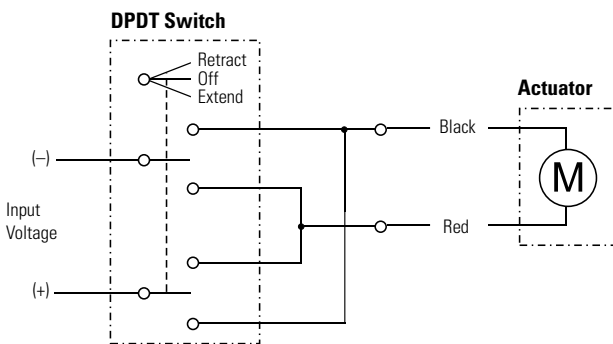 DPDT Switch
Retract
Off
Extend
Actuator
Black
(–)
M
Input
Voltage
Red
(+)